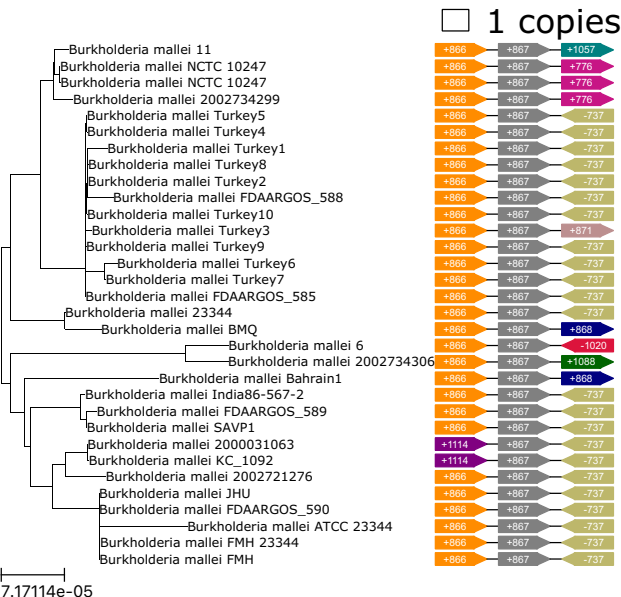 1 copies
Burkholderia mallei 11 +866 +867 +1057
Burkholderia mallei NCTC 10247 +866 +867 +776
Burkholderia mallei NCTC 10247 +866 +867 +776
Burkholderia mallei 2002734299 +866 +867 +776
Burkholderia mallei Turkey5 +866 +867 -737
Burkholderia mallei Turkey4 +866 +867 -737
Burkholderia mallei Turkey1 +866 +867 -737
Burkholderia mallei Turkey8 +866 +867 -737
Burkholderia mallei Turkey2 +866 +867 -737
Burkholderia mallei FDAARGOS_588 +866 +867 -737
Burkholderia mallei Turkey10 +866 +867 -737
Burkholderia mallei Turkey3 +866 +867 +871
Burkholderia mallei Turkey9 +866 +867 -737
Burkholderia mallei Turkey6 +866 +867 -737
Burkholderia mallei Turkey7 +866 +867 -737
Burkholderia mallei FDAARGOS_585 +866 +867 -737
Burkholderia mallei 23344 +866 +867 -737
Burkholderia mallei BMQ +866 +867 +868
Burkholderia mallei 6 +866 +867 -1020
Burkholderia mallei 2002734306 +866 +867 +1088
Burkholderia mallei Bahrain1 +866 +867 +868
Burkholderia mallei India86-567-2 +866 +867 -737
Burkholderia mallei FDAARGOS_589 +866 +867 -737
Burkholderia mallei SAVP1 +866 +867 -737
Burkholderia mallei 2000031063 +1114 +867 -737
Burkholderia mallei KC_1092 +1114 +867 -737
Burkholderia mallei 2002721276 +866 +867 -737
Burkholderia mallei JHU +866 +867 -737
Burkholderia mallei FDAARGOS_590 +866 +867 -737
Burkholderia mallei ATCC 23344 +866 +867 -737
Burkholderia mallei FMH 23344 +866 +867 -737
Burkholderia mallei FMH +866 +867 -737
7.17114e-05